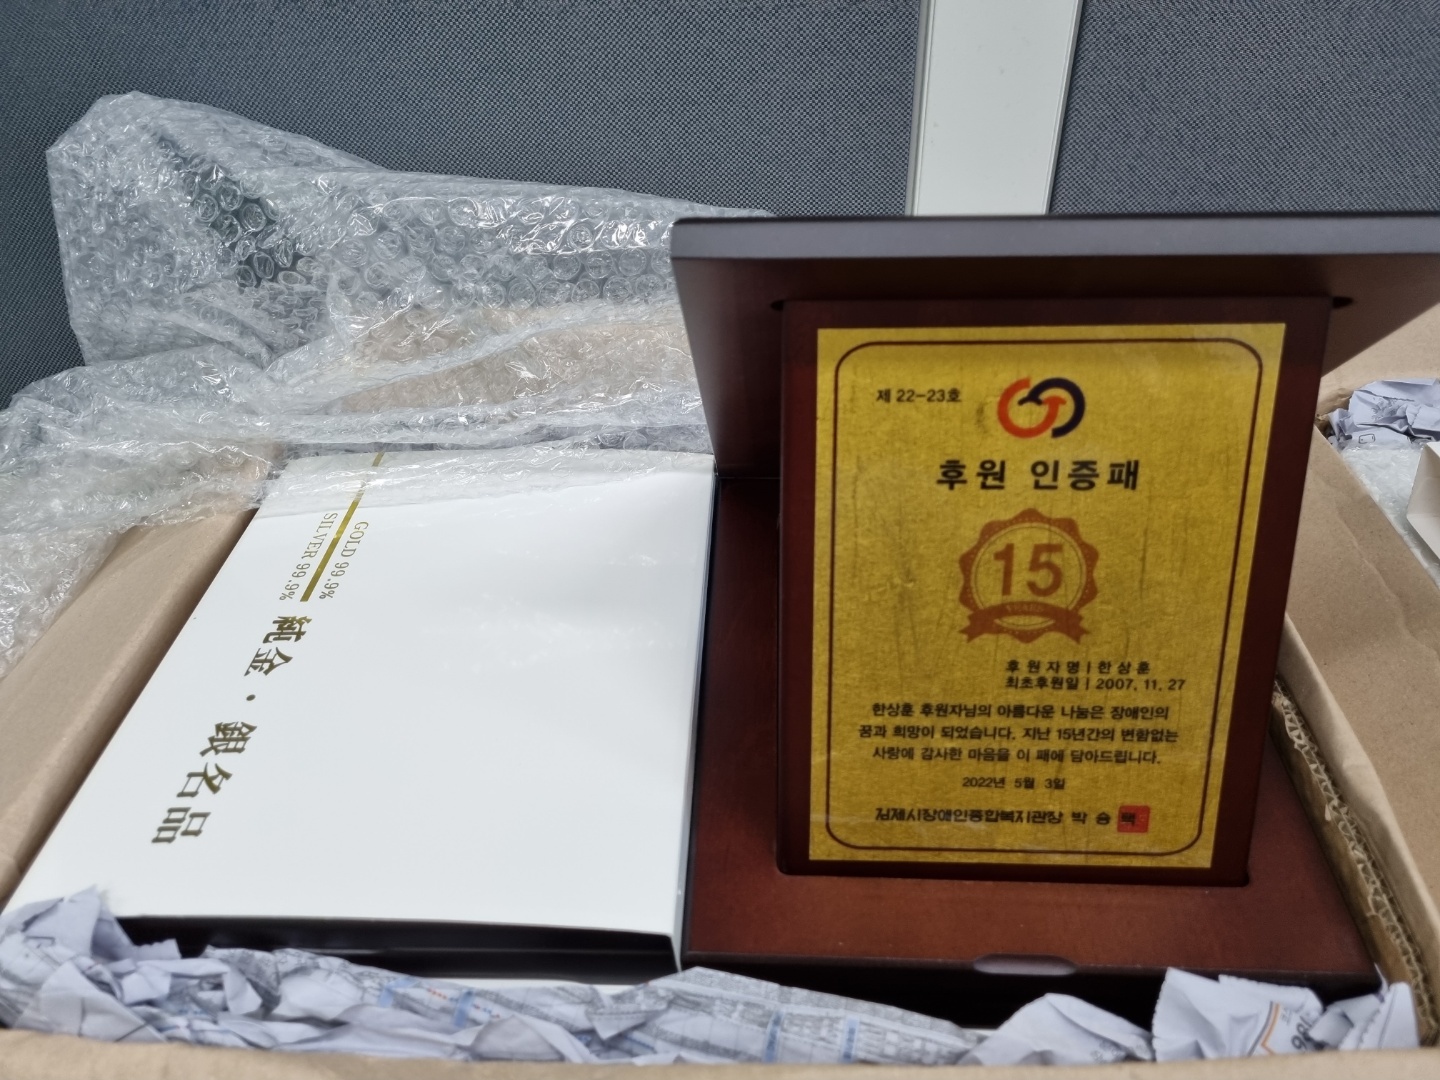 제 22-23호
후원 인증패
15
YEARS
후 원 자 명 | 한 상 훈
최초후원일 | 2007. 11. 27
한상훈 후원자님의 아름다운 나눔은 장애인의
꿈과 희망이 되었습니다. 지난 15년간의 변함없는
사랑에 감사한 마음을 이 패에 담아드립니다.
2022년 5월 3일
김제시장애인종합복지관장 박 승 택
GOLD 99.9%
SILVER 99.9%
純金·銀名品